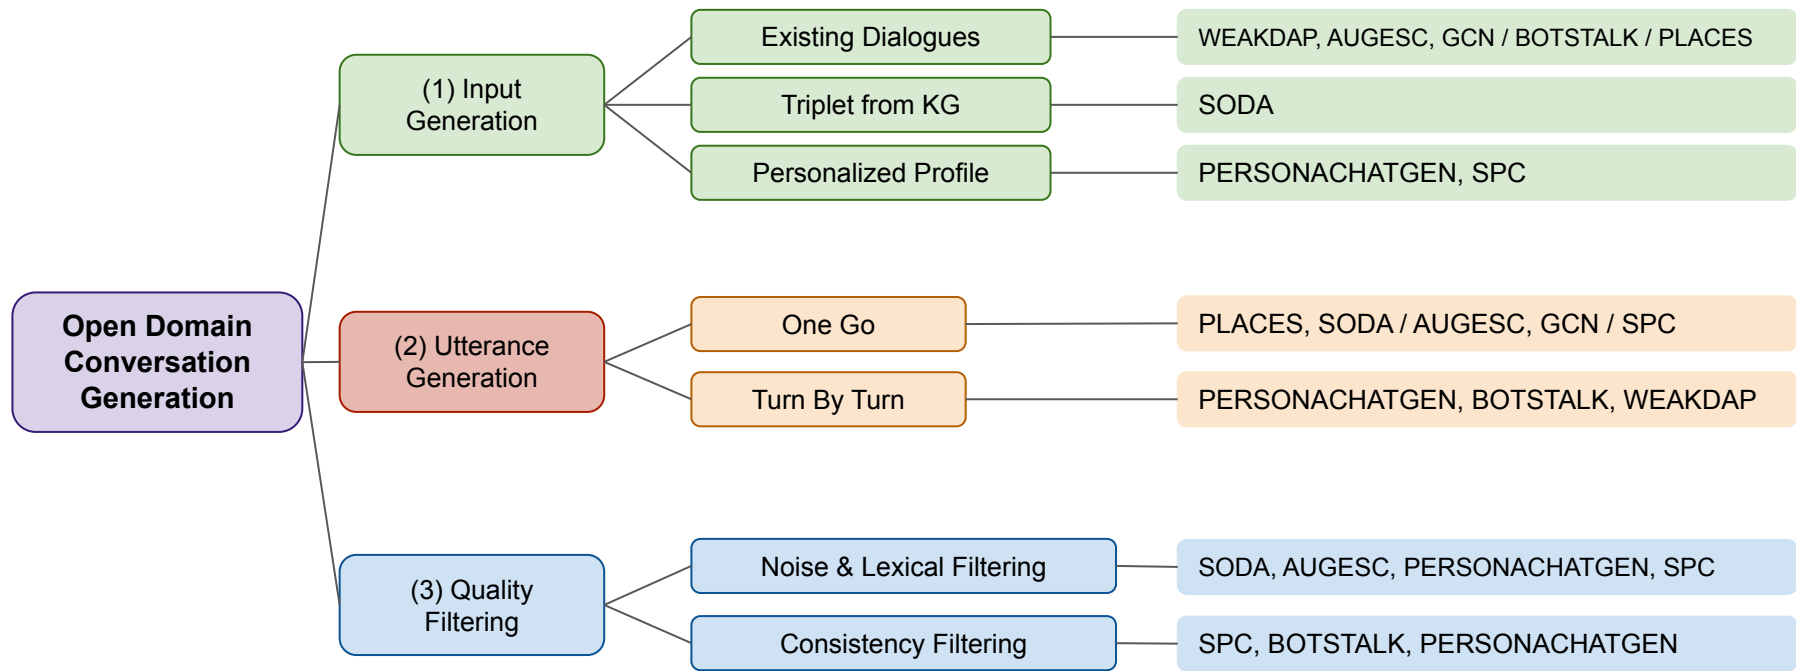 Open Domain
Conversation
Generation
(1) Input
Generation
Existing Dialogues
WEAKDAP, AUGESC, GCN / BOTSTALK / PLACES
Triplet from KG
SODA
Personalized Profile
PERSONACHATGEN, SPC
(2) Utterance
Generation
One Go
PLACES, SODA / AUGESC, GCN / SPC
Turn By Turn
PERSONACHATGEN, BOTSTALK, WEAKDAP
(3) Quality
Filtering
Noise & Lexical Filtering
SODA, AUGESC, PERSONACHATGEN, SPC
Consistency Filtering
SPC, BOTSTALK, PERSONACHATGEN